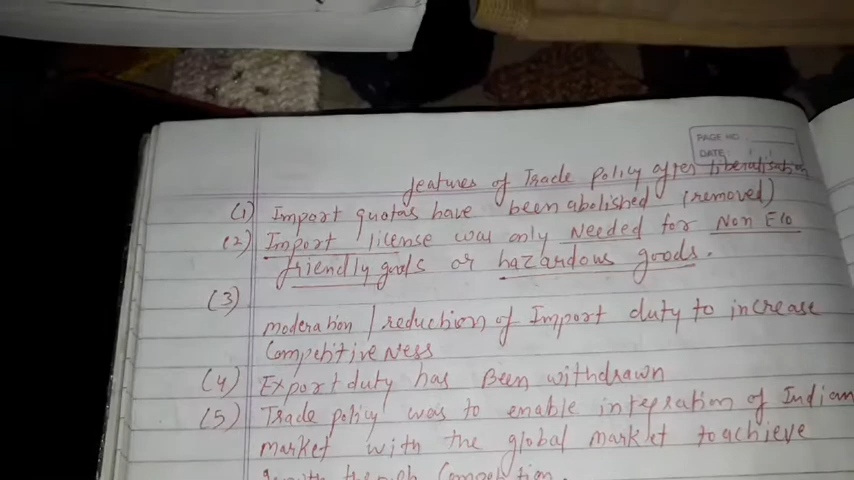 PAGE NO
DATE
features of Trade policy after liberalisation
(1) Import quotas have been abolished (removed)
(2) Import license was only Needed for Non Eco
friendly goods or hazardous goods.
(3)
moderation / reduction of Import duty to increase
Competitiveness
(4) Export duty has Been withdrawn
(5) Trade policy was to enable integration of Indian
market with the global market to achieve
growth through Competition.